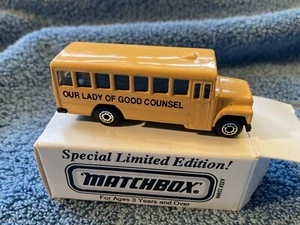 OUR LADY OF GOOD COUNSEL
Special Limited Edition!
MATCHBOX
For Ages 3 Years and Over